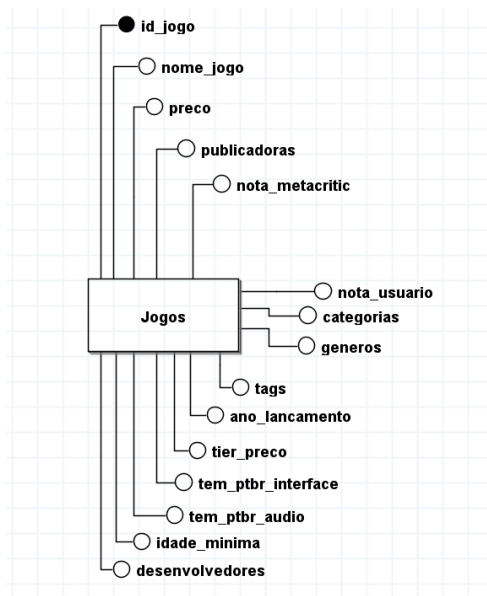 id_jogo
nome_jogo
preco
publicadoras
nota_metacritic
nota_usuario
Jogos
categorias
generos
tags
ano_lancamento
tier_preco
tem_ptbr_interface
tem_ptbr_audio
idade_minima
desenvolvedores